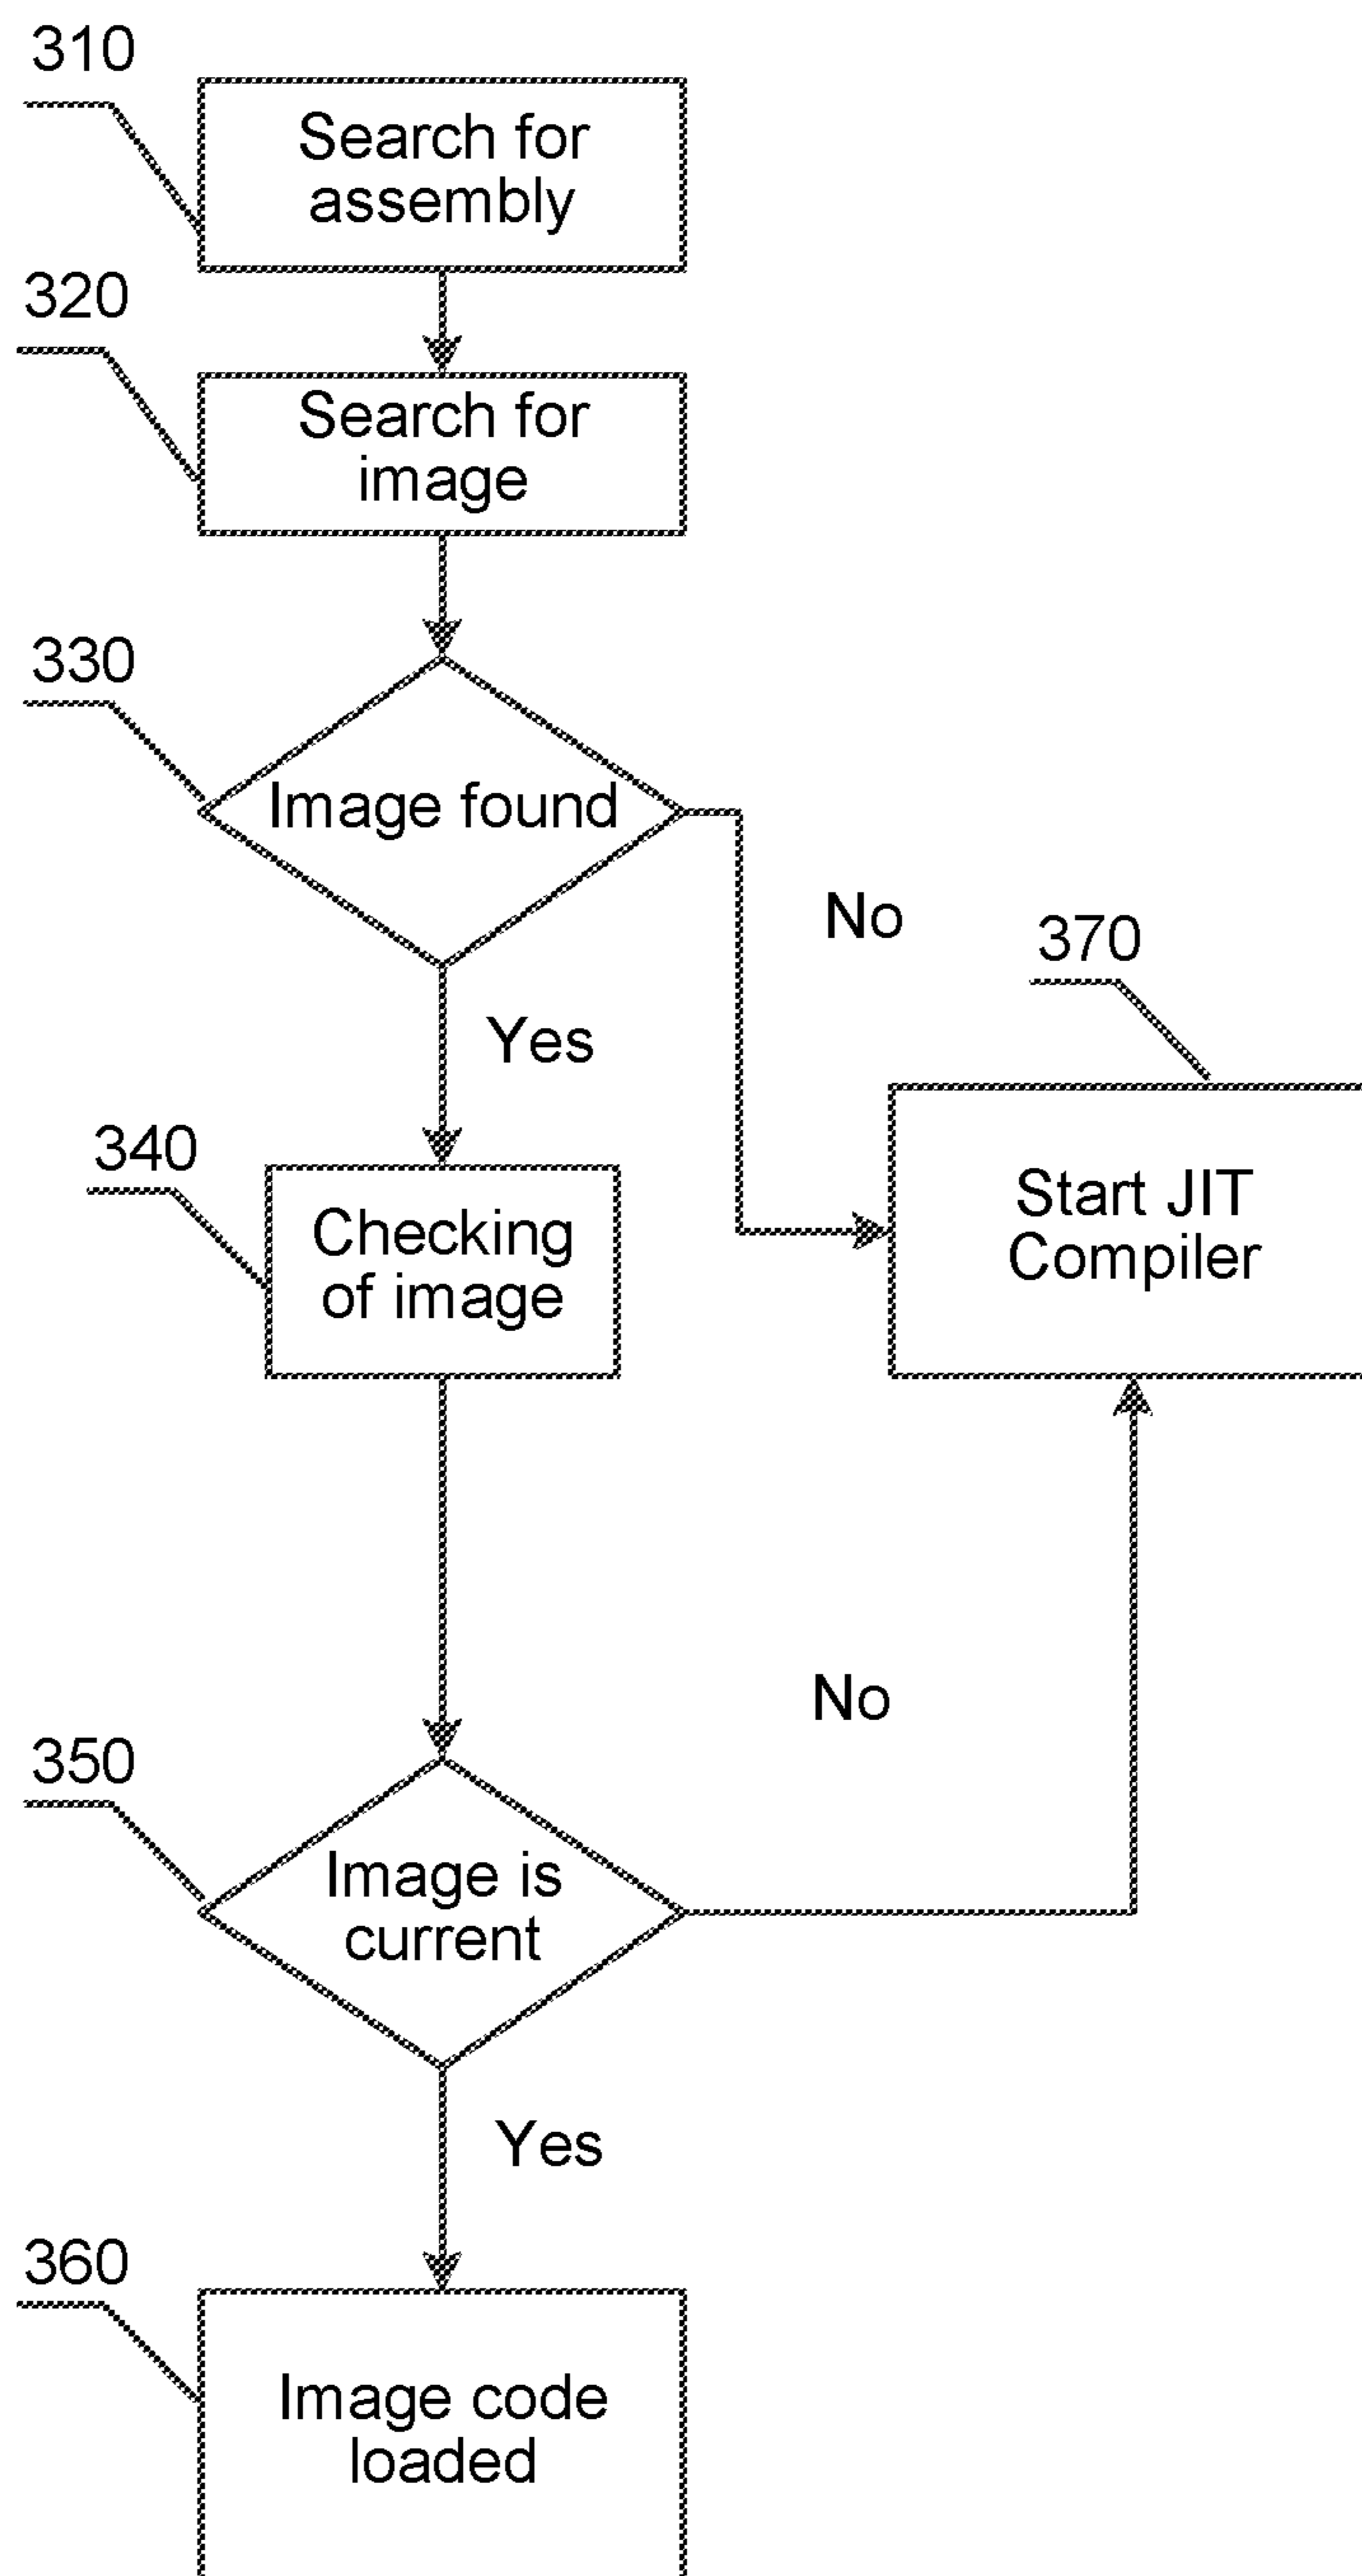 310
Search for
assembly
320
Search for
image
330
Image found
No
370
Yes
340
Checking
of image
Start JIT
Compiler
No
350
Image is
current
Yes
360
Image code
loaded